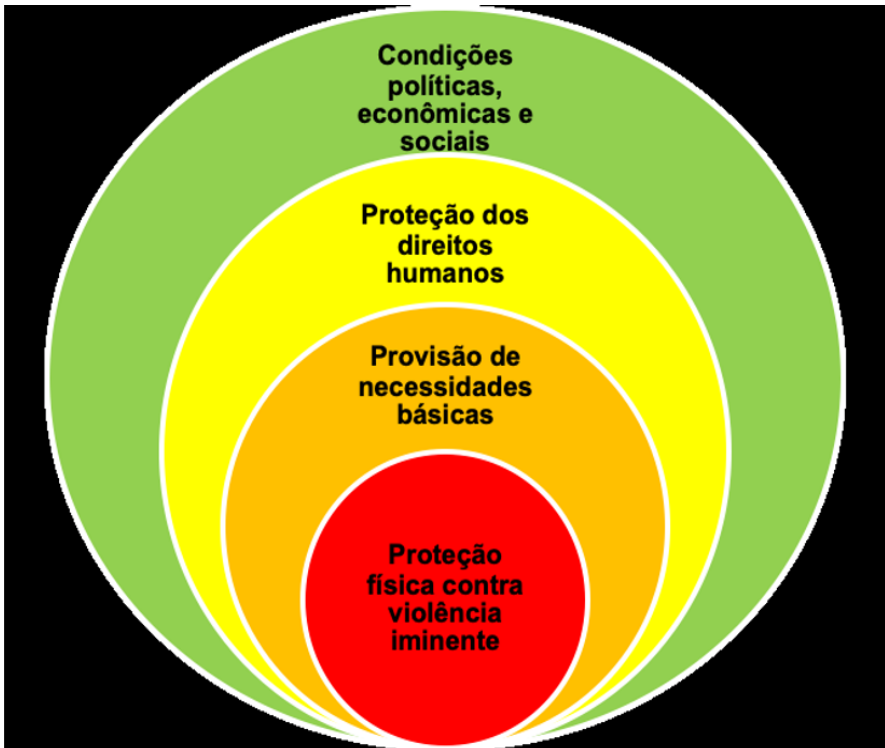 Condições
políticas,
econômicas e
sociais
Proteção dos
direitos
humanos
Provisão de
necessidades
básicas
Proteção
física contra
violência
iminente